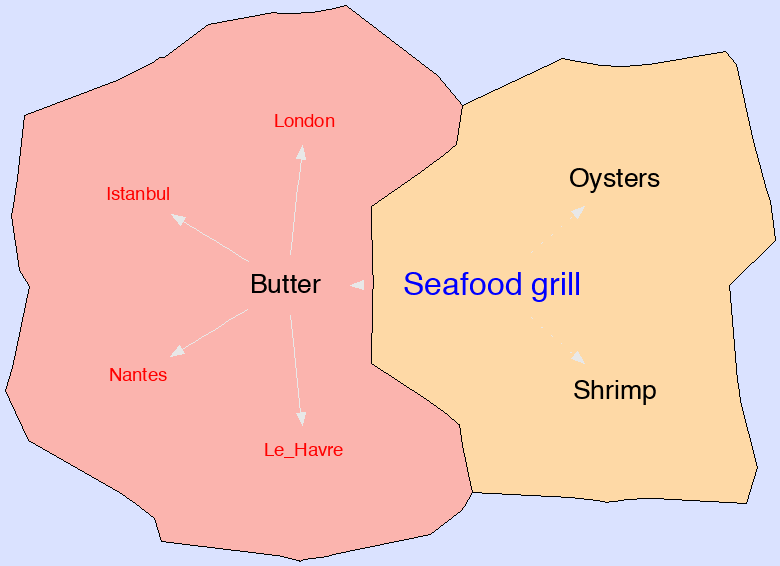 London
Oysters
Istanbul
Butter
Seafood grill
Nantes
Shrimp
Le_Havre